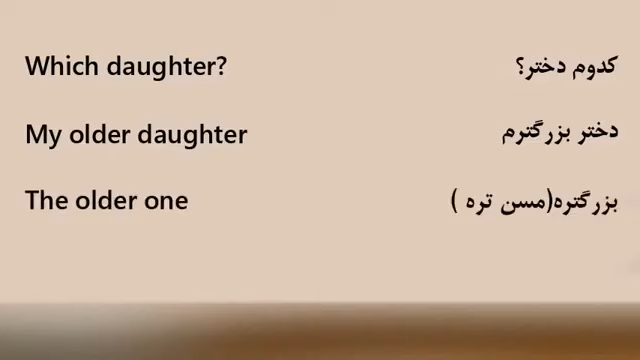 Which daughter? کدوم دختر؟
My older daughter دختر بزرگترم
The older one بزرگتره(مسن تره )